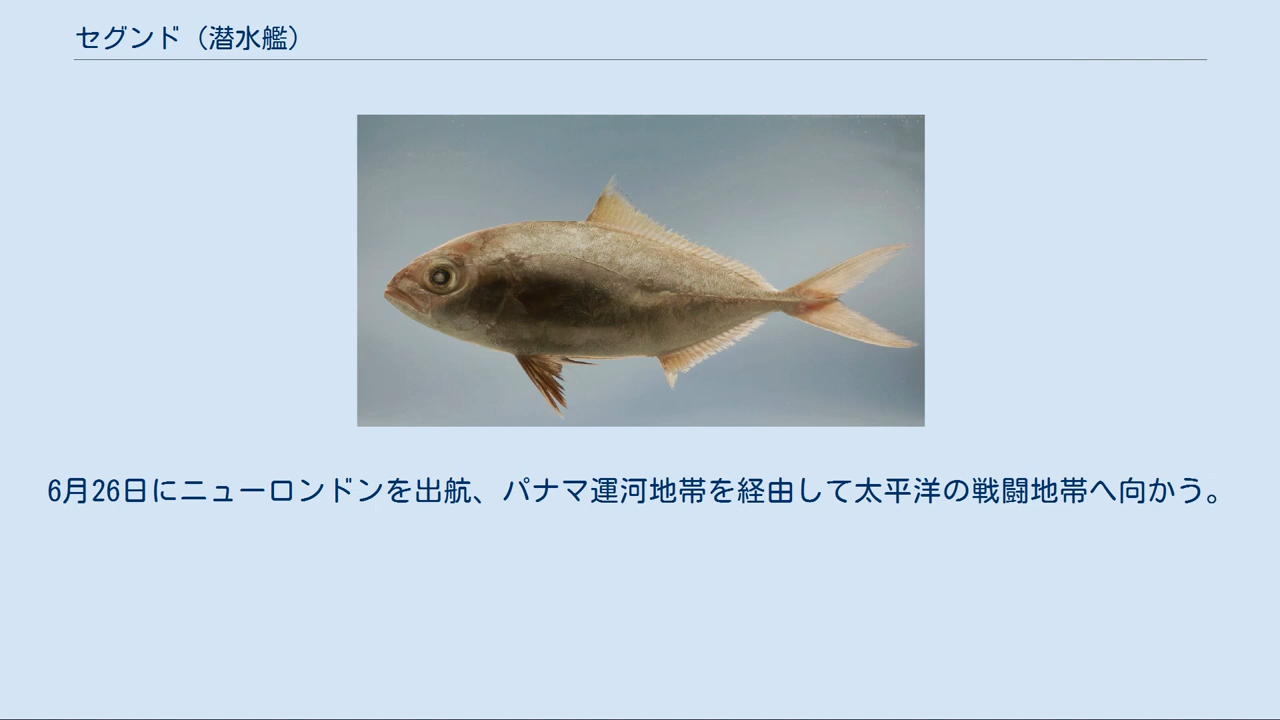 セグンド（潜水艦）
6月26日にニューロンドンを出航、パナマ運河地帯を経由して太平洋の戦闘地帯へ向かう。